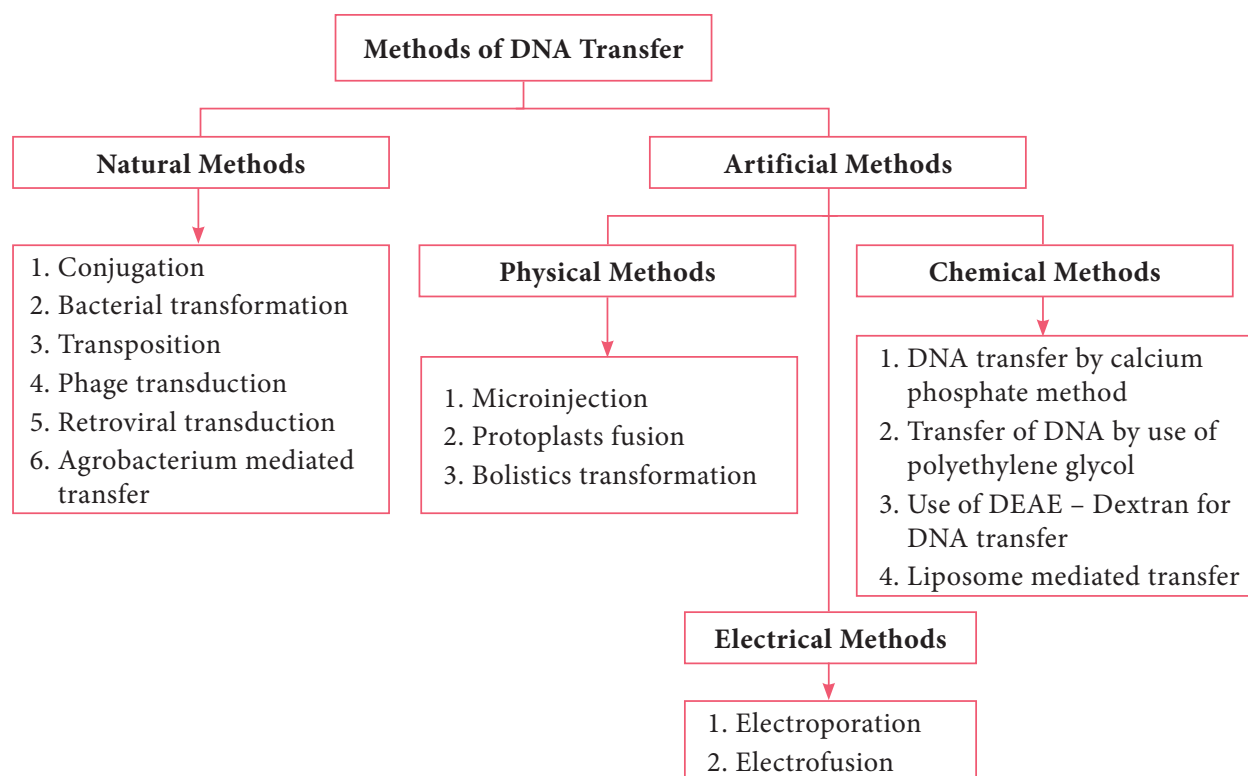 Methods of DNA Transfer
Natural Methods
1. Conjugation
2. Bacterial transformation
3. Transposition
4. Phage transduction
5. Retroviral transduction
6. Agrobacterium mediated
transfer
Artificial Methods
Physical Methods
1. Microinjection
2. Protoplasts fusion
3. Bolistics transformation
Chemical Methods
1. DNA transfer by calcium
phosphate method
2. Transfer of DNA by use of
polyethylene glycol
3. Use of DEAE – Dextran for
DNA transfer
4. Liposome mediated transfer
Electrical Methods
1. Electroporation
2. Electrofusion